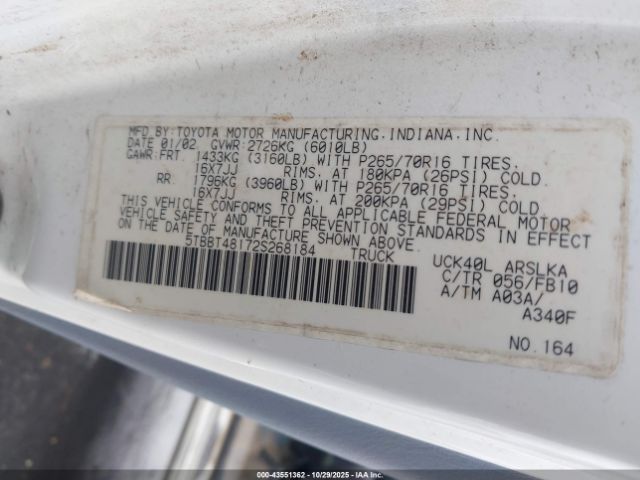 MFD.BY:TOYOTA MOTOR MANUFACTURING.INDIANA.INC.
DATE 01/02 GVWR:2726KG (6010LB)
GAWR:FRT. 1433KG (3160LB) WITH P265/70R16 TIRES.
16X7JJ RIMS. AT 180KPA (26PSI) COLD.
RR. 1796KG (3960LB) WITH P265/70R16 TIRES.
16X7JJ RIMS. AT 200KPA (29PSI) COLD.
THIS VEHICLE CONFORMS TO ALL APPLICABLE FEDERAL MOTOR
VEHICLE SAFETY AND THEFT PREVENTION STANDARDS IN EFFECT
ON THE DATE OF MANUFACTURE SHOWN ABOVE.
5TBBT48172S268184 TRUCK
UCK40L ARSLKA
C/TR 056/FB10
A/TM A03A/
A340F
NO.164
000-43551362 10/29/2025 IAAI.com